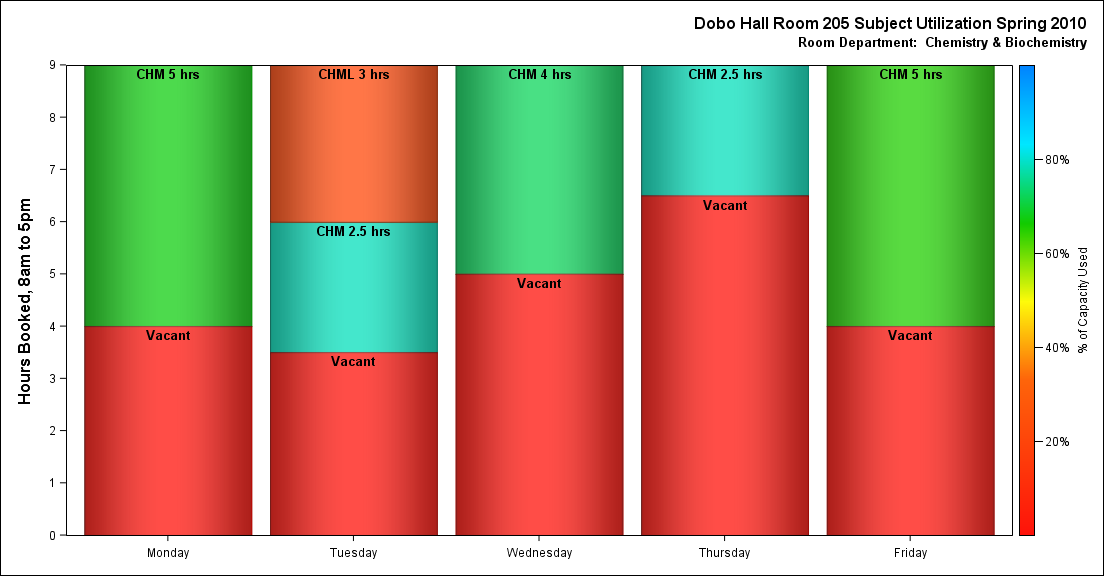 Dobo Hall Room 205 Subject Utilization Spring 2010
Room Department:  Chemistry & Biochemistry
Hours Booked, 8am to 5pm
9
8
7
6
5
4
3
2
1
0
CHM 5 hrs
Vacant
CHML 3 hrs
CHM 2.5 hrs
Vacant
CHM 4 hrs
Vacant
CHM 2.5 hrs
Vacant
CHM 5 hrs
Vacant
Monday
Tuesday
Wednesday
Thursday
Friday
80%
60%
40%
20%
% of Capacity Used